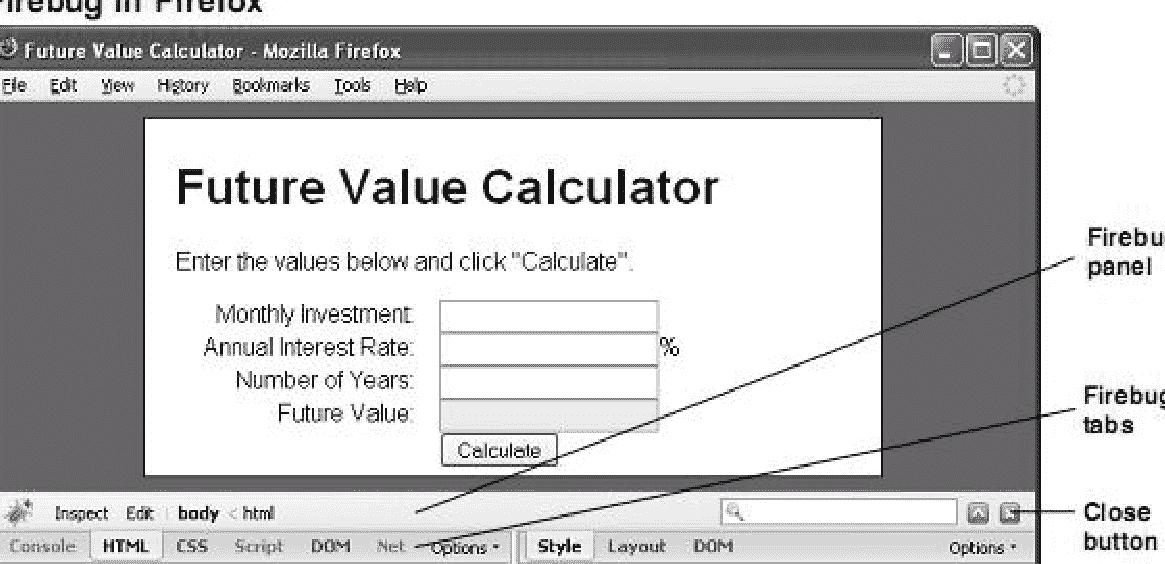 Firebug in Firefox
Future Value Calculator - Mozilla Firefox
File Edit View History Bookmarks Tools Help
Future Value Calculator
Enter the values below and click "Calculate".
Monthly Investment:
Annual Interest Rate: %
Number of Years:
Future Value:
Calculate
Firebu
panel
Firebug
tabs
Inspect Edit body < html
Close
button
Console HTML CSS Script DOM Net Options Style Layout DOM Options